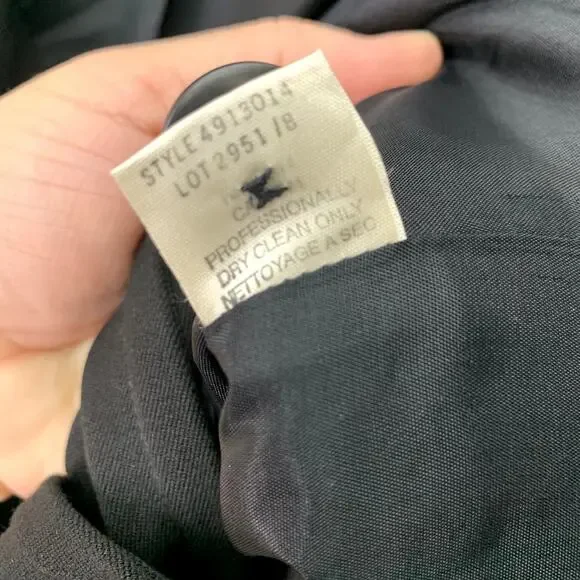 STYLE 4913014
LOT 2951 /8
PROFESSIONALLY
DRY CLEAN ONLY
NETTOYAGE A SEC